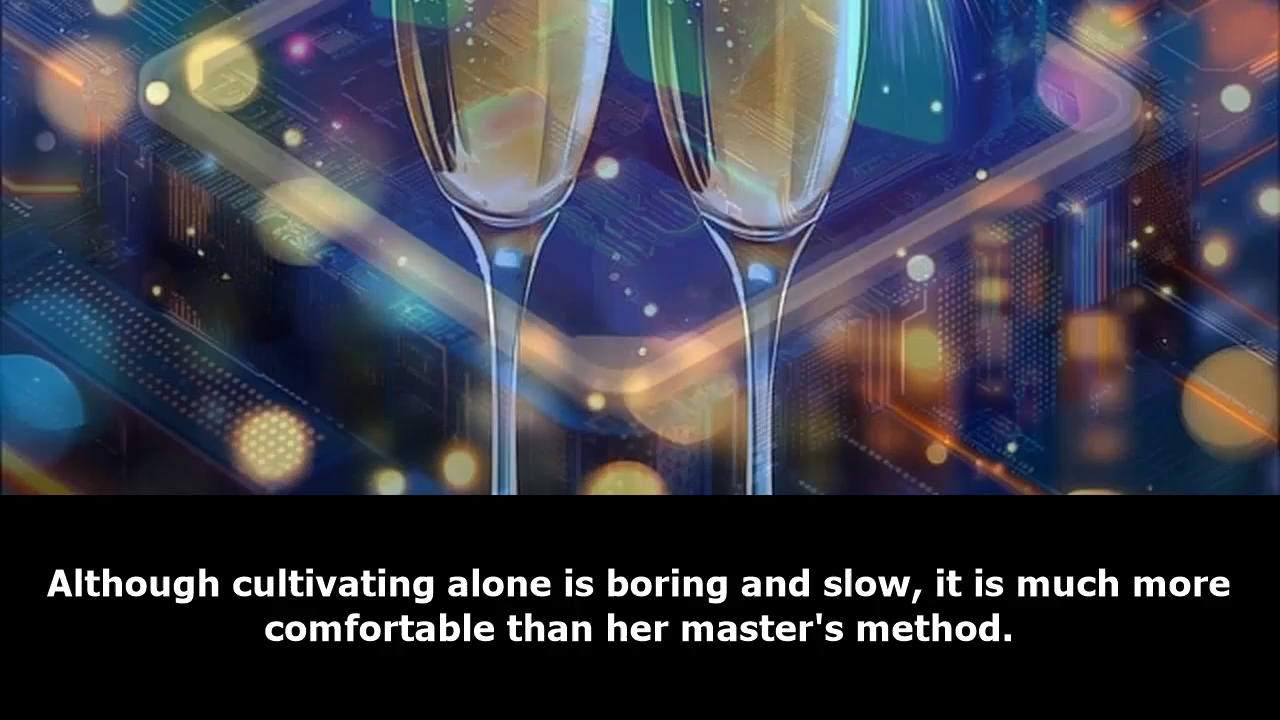 Although cultivating alone is boring and slow, it is much more
comfortable than her master's method.